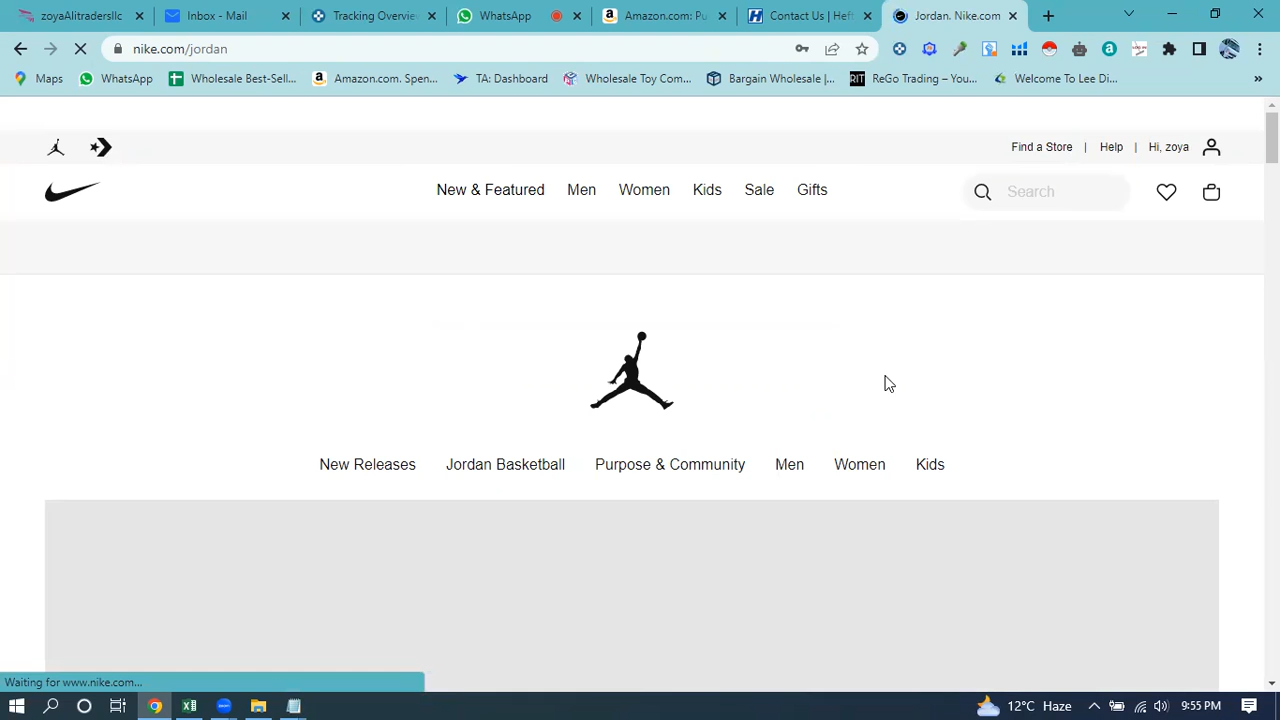 zoyaAlitradersllc Inbox - Mail Tracking Overvie WhatsApp Amazon.com: Pu Contact Us | Heft Jordan. Nike.com
nike.com/jordan
Maps WhatsApp Wholesale Best-Sell... Amazon.com. Spen... TA: Dashboard Wholesale Toy Com... Bargain Wholesale |... RIT ReGo Trading – You... Welcome To Lee Di... »
Find a Store | Help | Hi, zoya
New & Featured Men Women Kids Sale Gifts Search
New Releases Jordan Basketball Purpose & Community Men Women Kids
Waiting for www.nike.com...
12°C Haze 9:55 PM